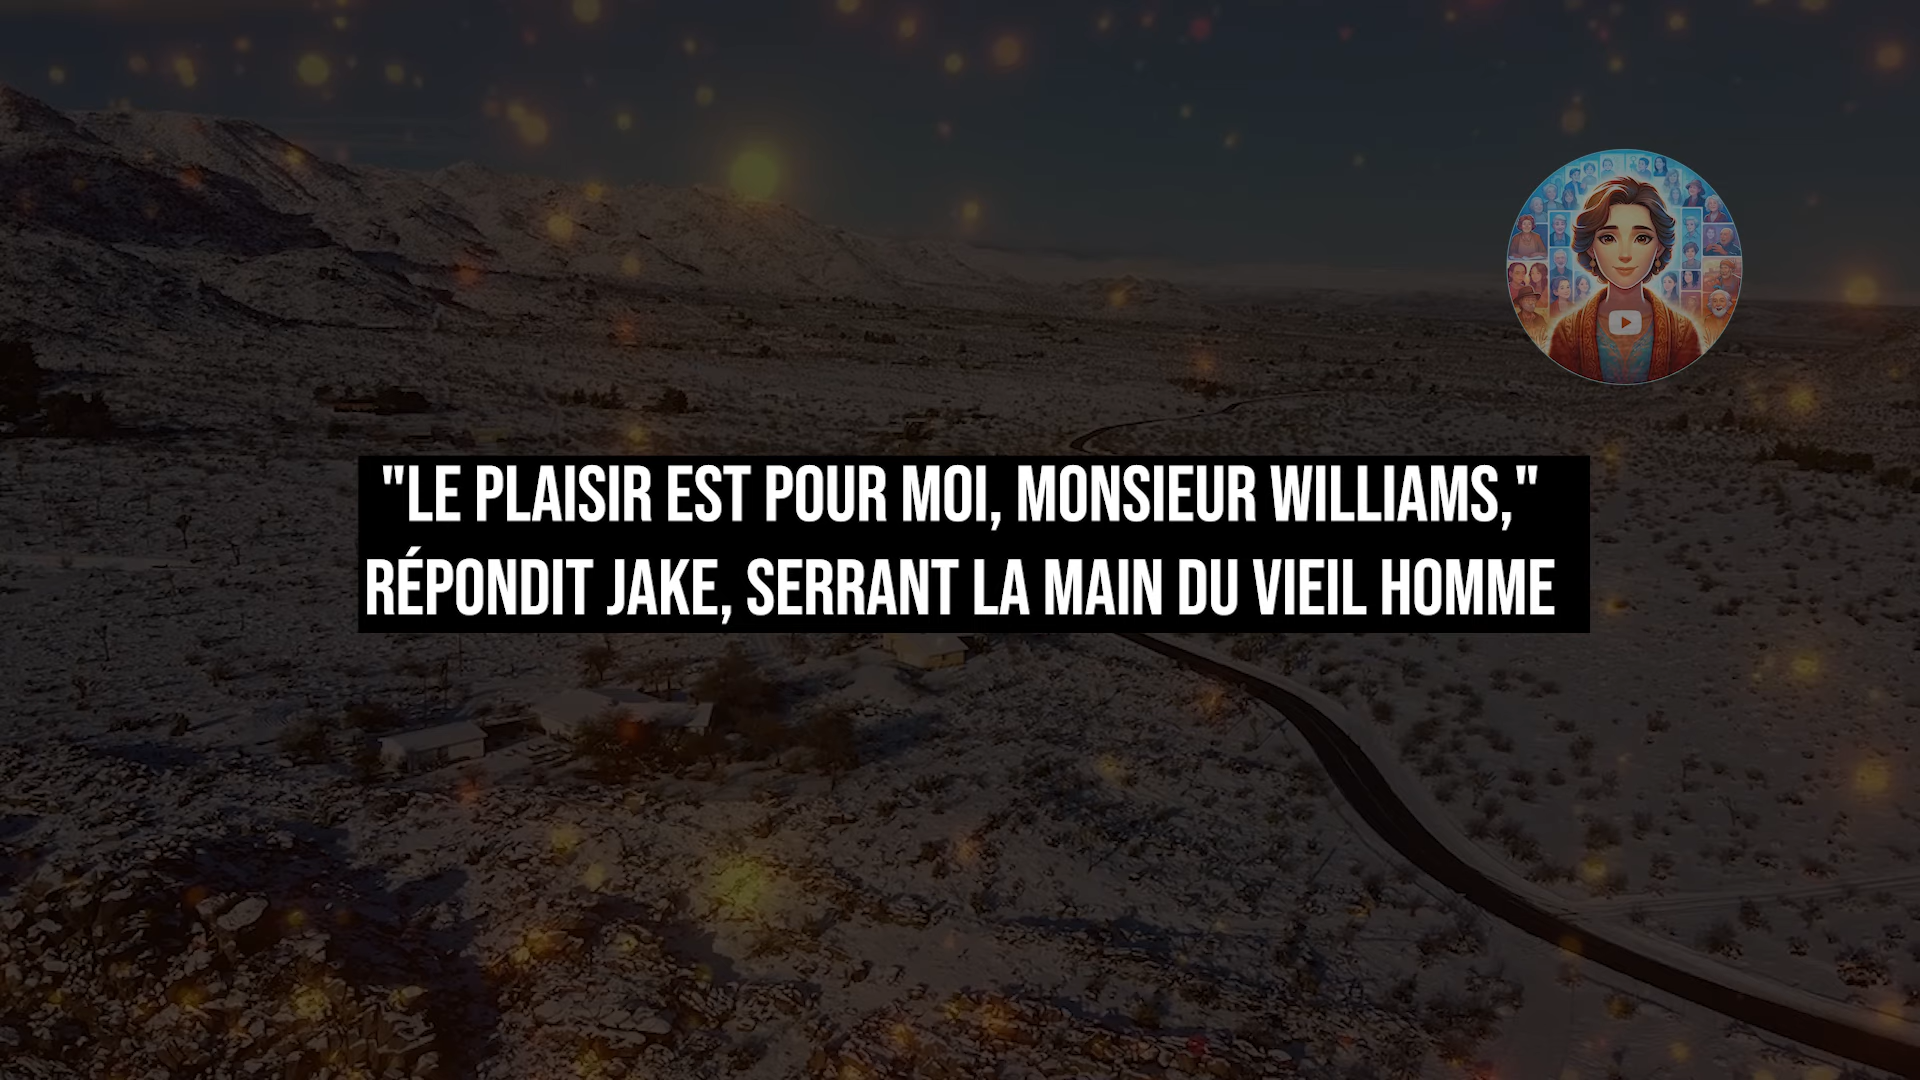 "LE PLAISIR EST POUR MOI, MONSIEUR WILLIAMS,"
RÉPONDIT JAKE, SERRANT LA MAIN DU VIEIL HOMME